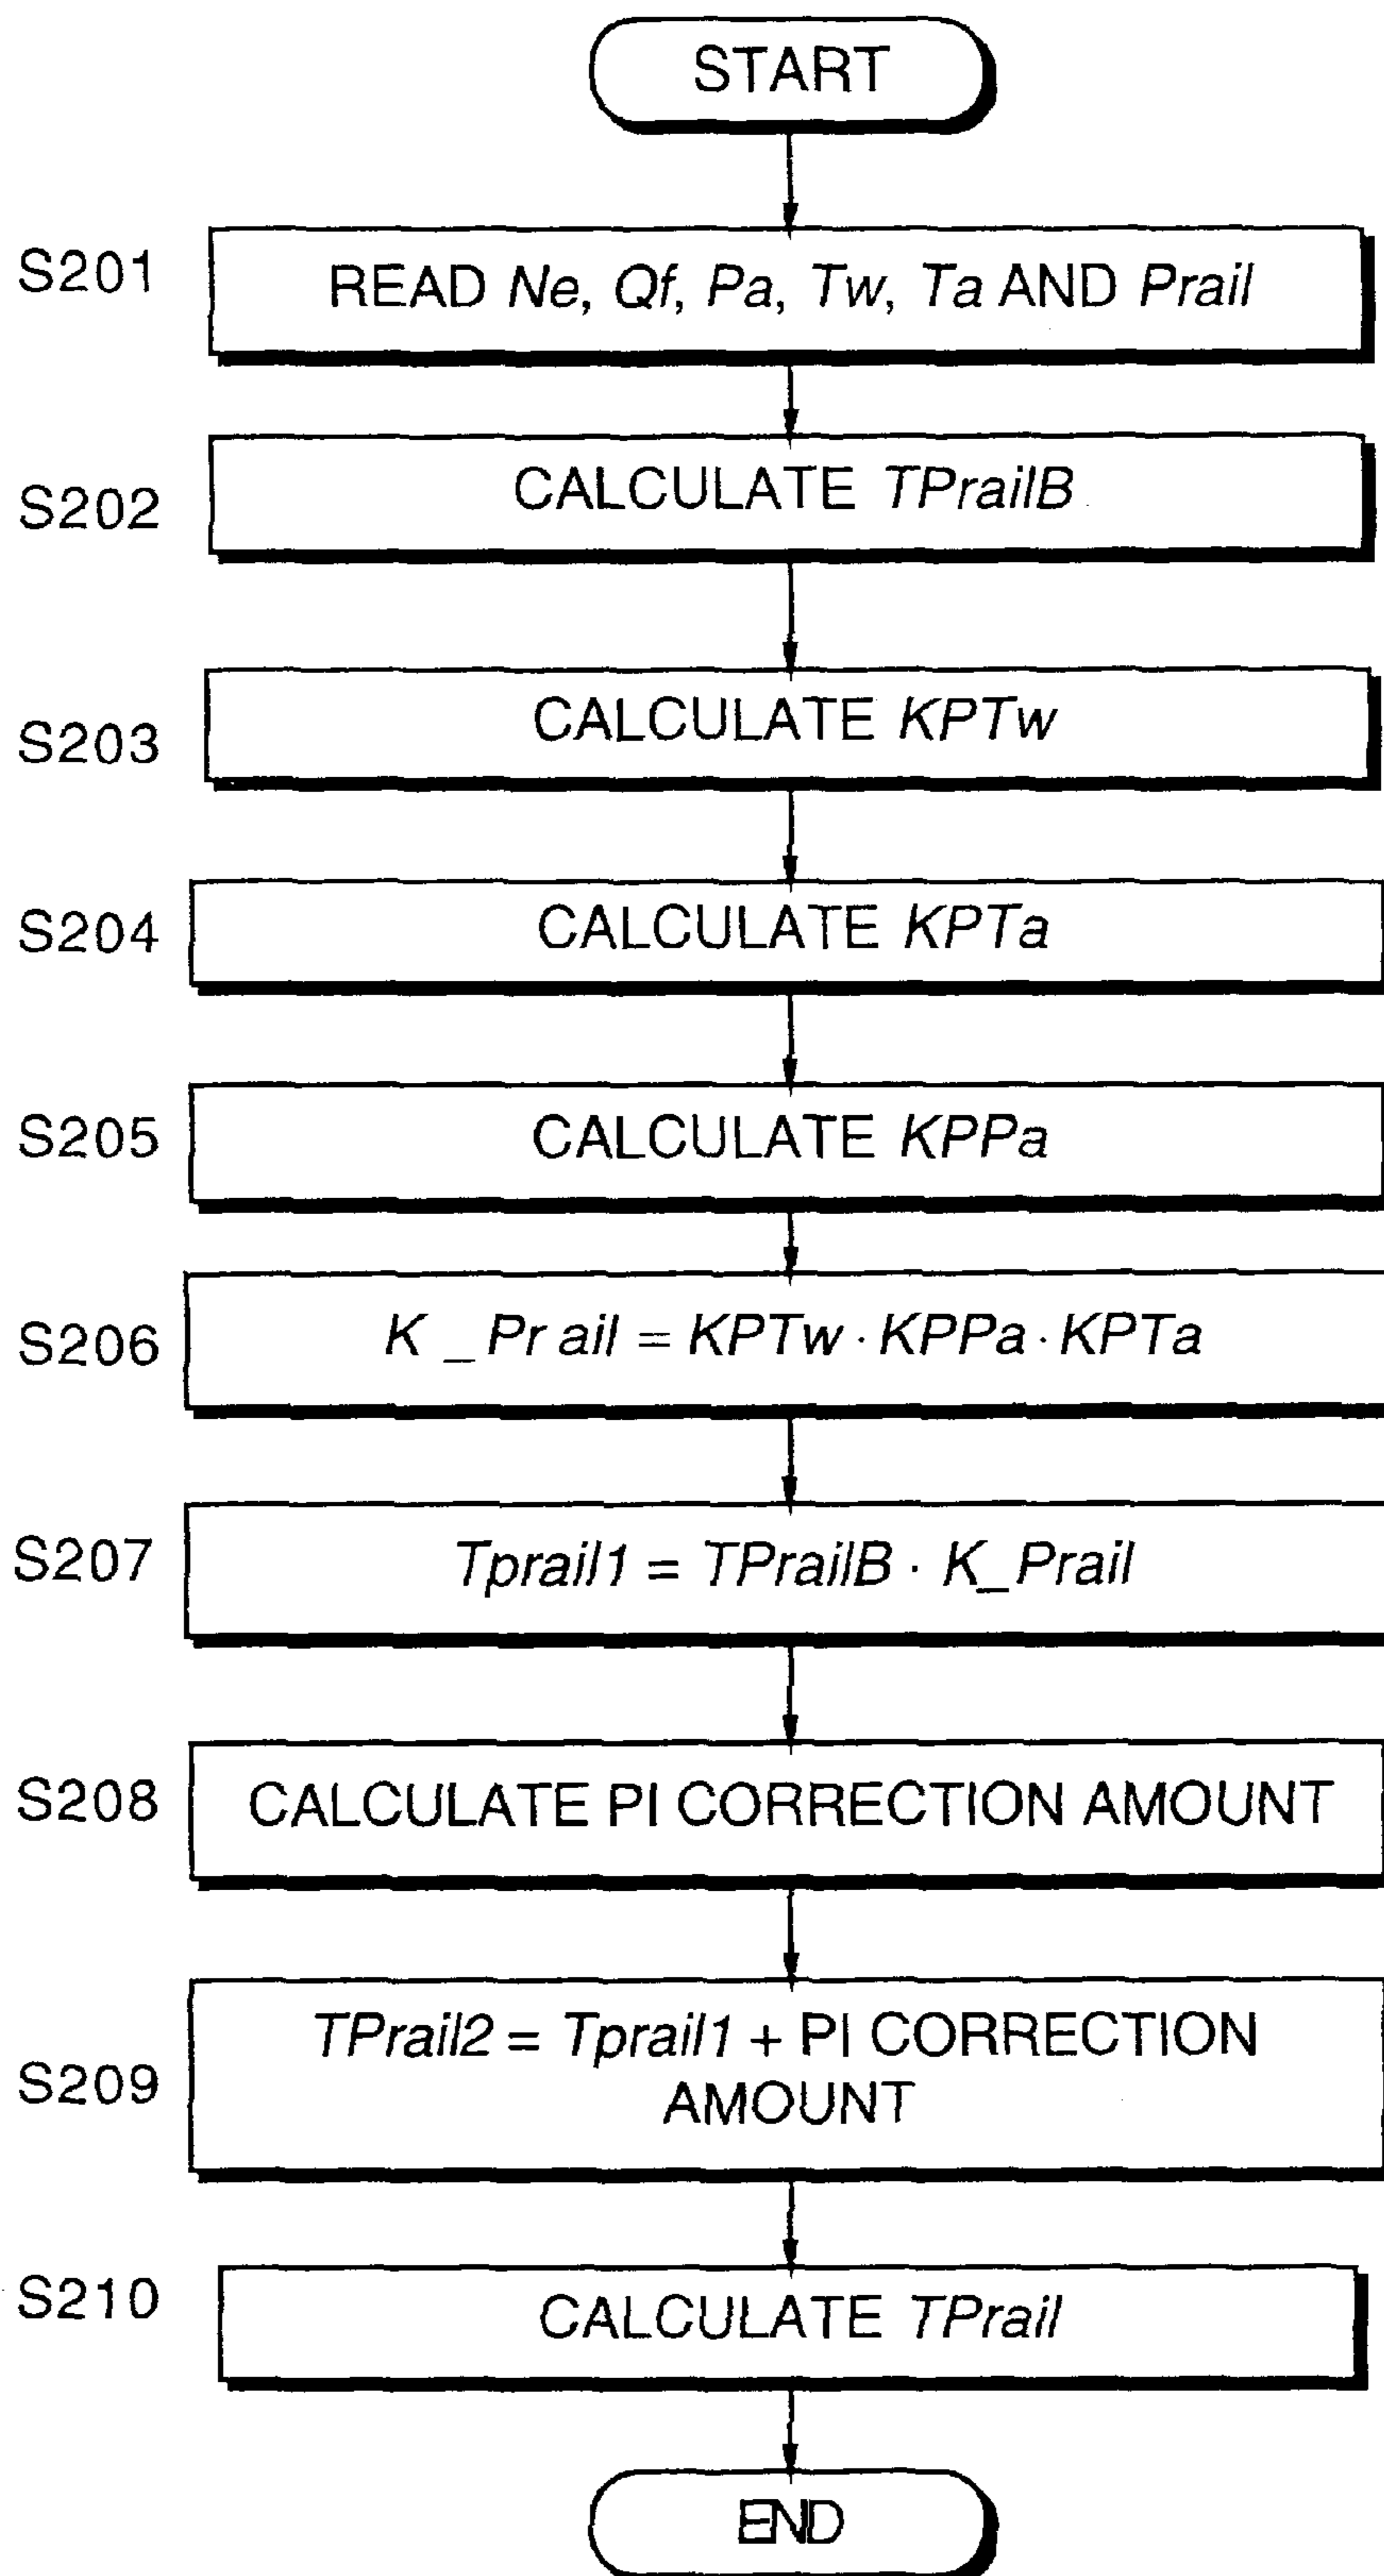 START
S201
READ Ne, Qf, Pa, Tw, Ta AND Prail
S202
CALCULATE TPrailB
S203
CALCULATE KPTw
S204
CALCULATE KPTa
S205
CALCULATE KPPa
S206
K _ Pr ail = KPTw · KPPa · KPTa
S207
Tprail1 = TPrailB · K_Prail
S208
CALCULATE PI CORRECTION AMOUNT
S209
TPrail2 = Tprail1 + PI CORRECTION
AMOUNT
S210
CALCULATE TPrail
END